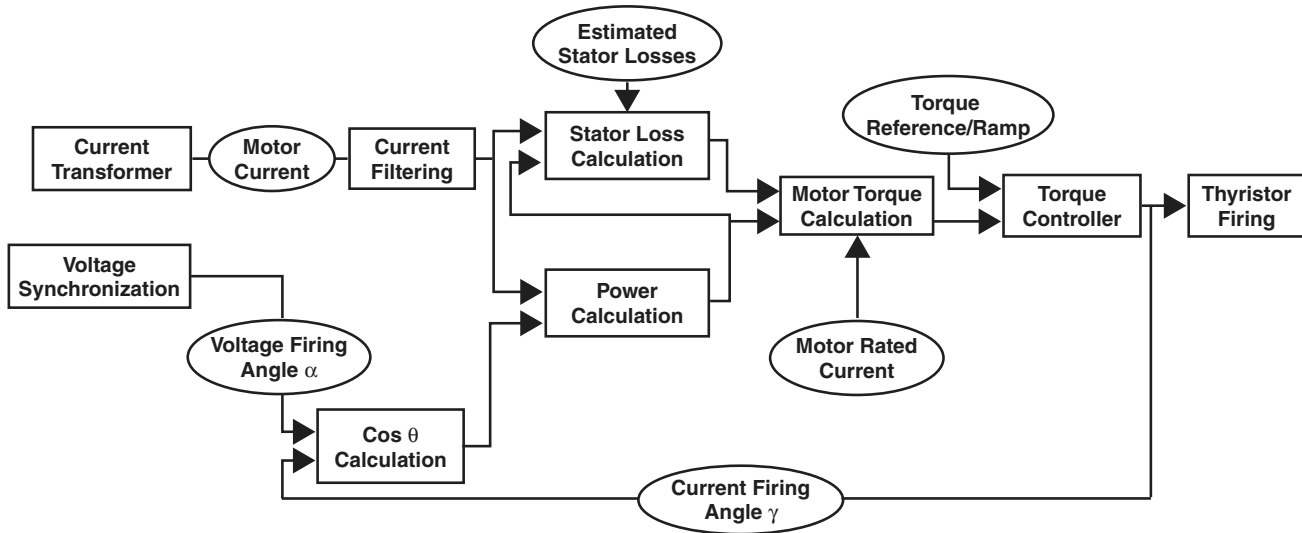 Estimated
Stator Losses
Current
Transformer
Motor
Current
Current
Filtering
Stator Loss
Calculation
Torque
Reference/Ramp
Motor Torque
Calculation
Torque
Controller
Thyristor
Firing
Voltage
Synchronization
Power
Calculation
Voltage Firing
Angle α
Motor Rated
Current
Cos θ
Calculation
Current Firing
Angle γ